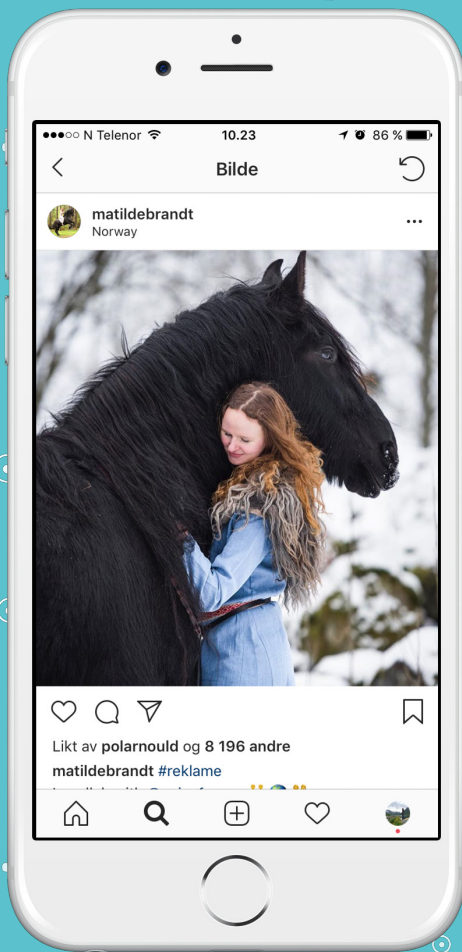 N Telenor 10.23 86 %
Bilde
matildebrandt
Norway
Likt av polarnould og 8 196 andre
matildebrandt #reklame